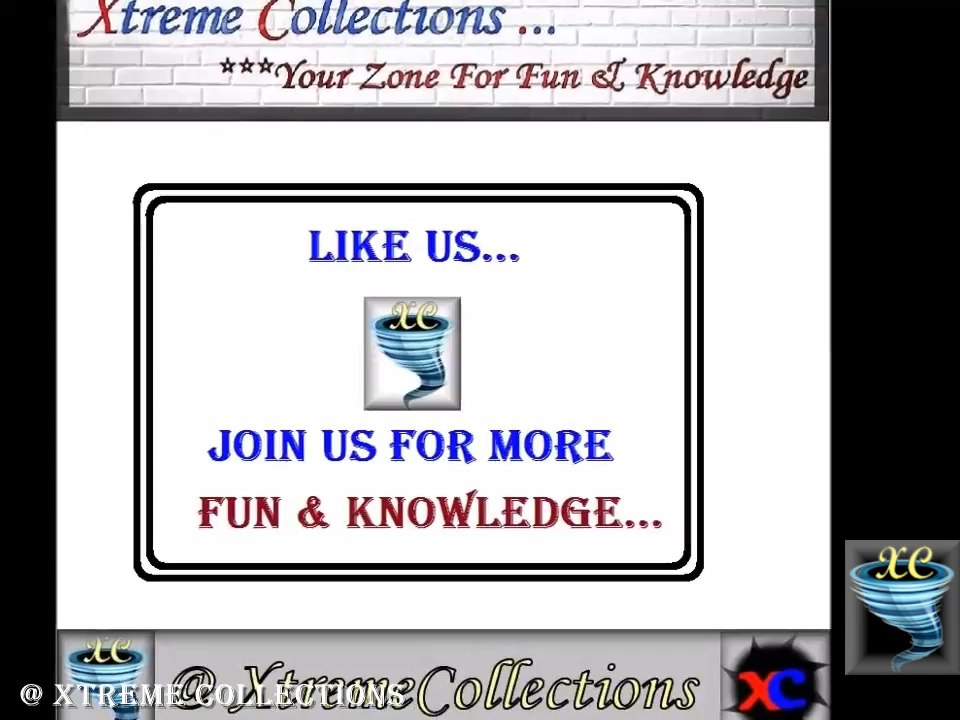 Xtreme Collections ...
***Your Zone For Fun & Knowledge
LIKE US...
XC
JOIN US FOR MORE
FUN & KNOWLEDGE...
XC
XC
@ XtremeCollections
XC
@ XTREME COLLECTIONS